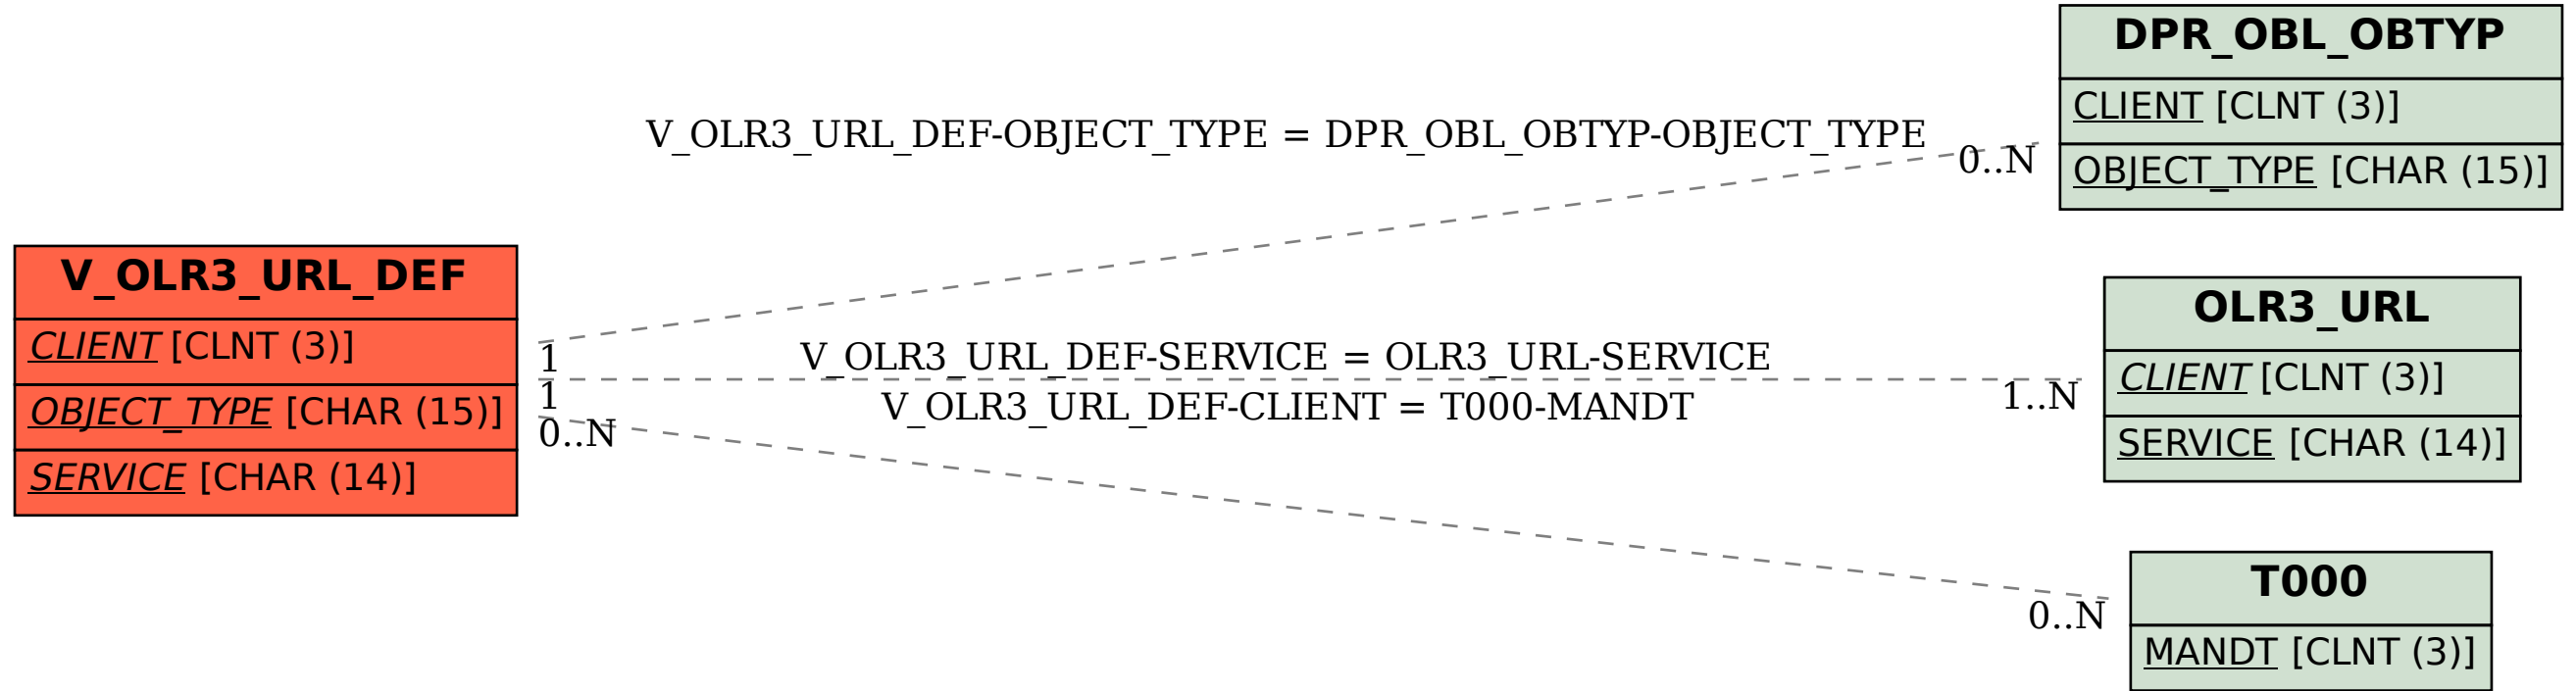 DPR_OBL_OBTYP
CLIENT [CLNT (3)]
OBJECT_TYPE [CHAR (15)]
V_OLR3_URL_DEF-OBJECT_TYPE = DPR_OBL_OBTYP-OBJECT_TYPE
0..N
V_OLR3_URL_DEF
CLIENT [CLNT (3)]
OBJECT_TYPE [CHAR (15)]
SERVICE [CHAR (14)]
1
1
0..N
V_OLR3_URL_DEF-SERVICE = OLR3_URL-SERVICE
V_OLR3_URL_DEF-CLIENT = T000-MANDT
1..N
OLR3_URL
CLIENT [CLNT (3)]
SERVICE [CHAR (14)]
0..N
T000
MANDT [CLNT (3)]